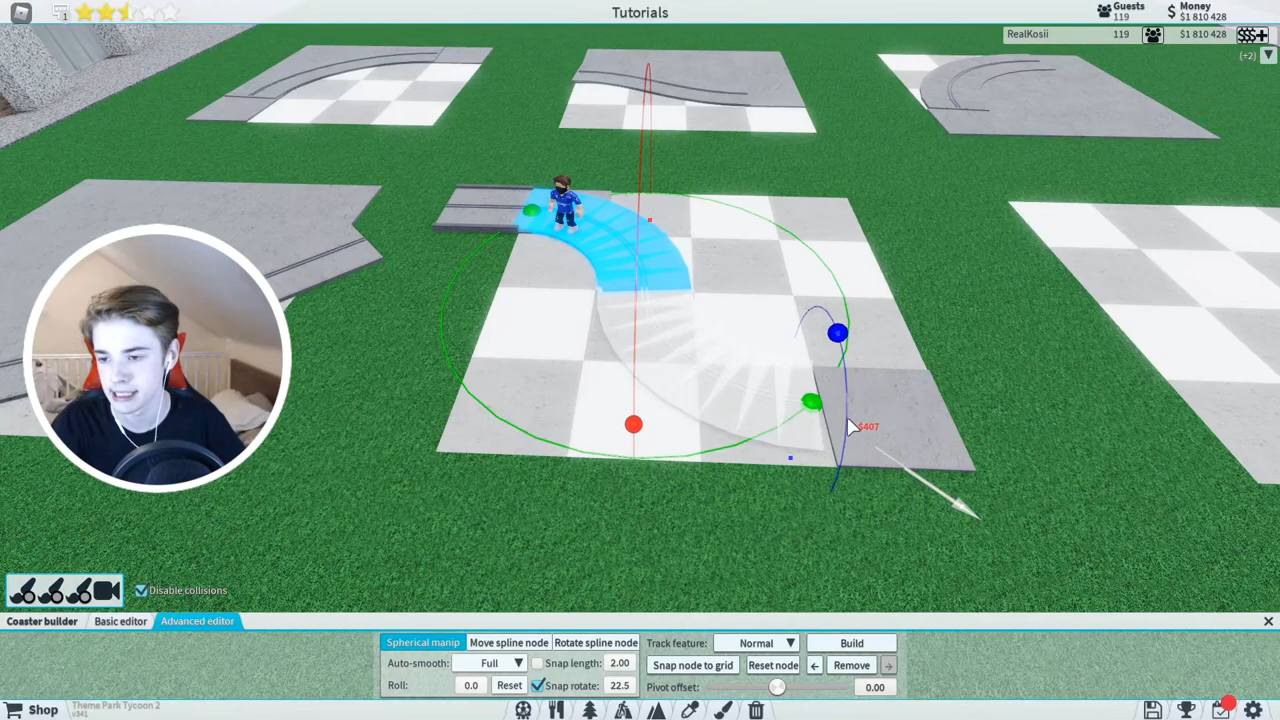 1
Tutorials
Guests
119
Money
$1 810 428
RealKosii 119 $1 810 428
(+2)
$407
Disable collisions
Coaster builder Basic editor Advanced editor
Spherical manip Move spline node Rotate spline node Track feature: Normal Build
Auto-smooth: Full Snap length: 2.00 Snap node to grid Reset node ← Remove →
Roll: 0.0 Reset Snap rotate: 22.5 Pivot offset: 0.00
Shop
Theme Park Tycoon 2
v341